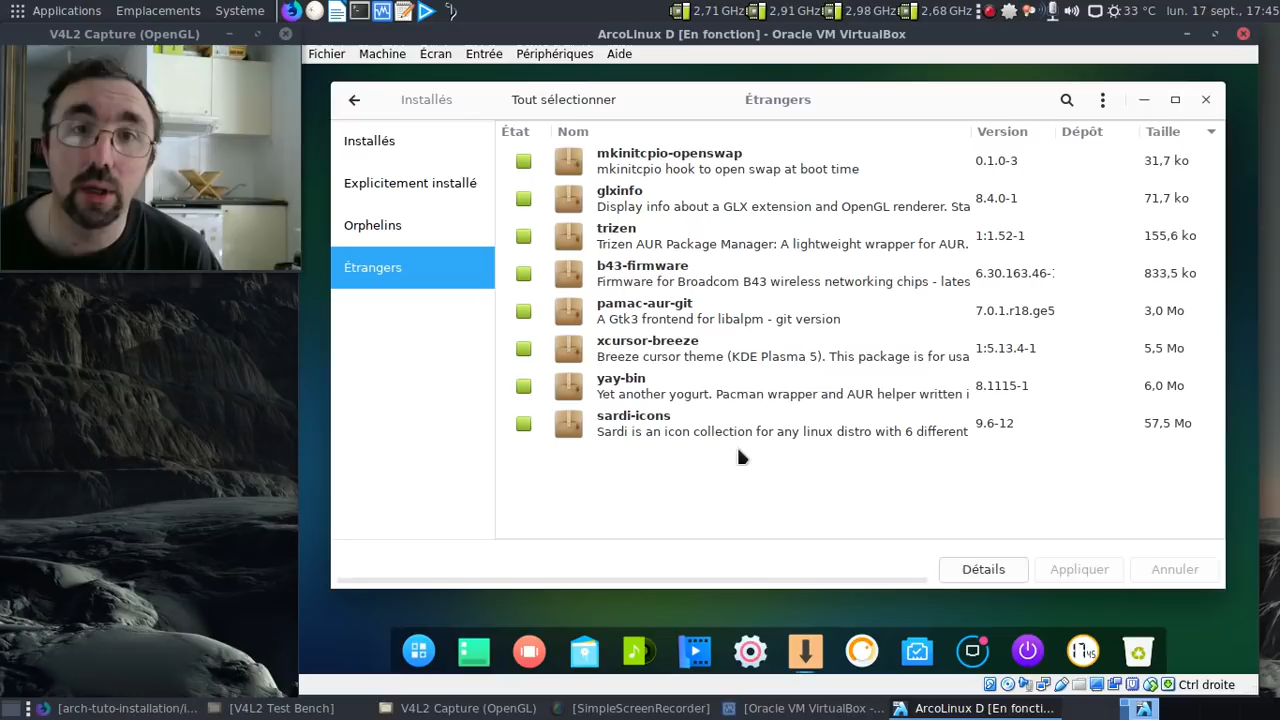 Applications Emplacements Système 2,71 GHz 2,91 GHz 2,98 GHz 2,68 GHz 33 °C lun. 17 sept., 17:45
V4L2 Capture (OpenGL)
ArcoLinux D [En fonction] - Oracle VM VirtualBox
Fichier Machine Écran Entrée Périphériques Aide
Installés Tout sélectionner Étrangers
Installés
Explicitement installé
Orphelins
Étrangers
État Nom Version Dépôt Taille
mkinitcpio-openswap
mkinitcpio hook to open swap at boot time
0.1.0-3 31,7 ko
glxinfo
Display info about a GLX extension and OpenGL renderer. Sta
8.4.0-1 71,7 ko
trizen
Trizen AUR Package Manager: A lightweight wrapper for AUR.
1:1.52-1 155,6 ko
b43-firmware
Firmware for Broadcom B43 wireless networking chips - lates
6.30.163.46- 833,5 ko
pamac-aur-git
A Gtk3 frontend for libalpm - git version
7.0.1.r18.ge5 3,0 Mo
xcursor-breeze
Breeze cursor theme (KDE Plasma 5). This package is for usa
1:5.13.4-1 5,5 Mo
yay-bin
Yet another yogurt. Pacman wrapper and AUR helper written i
8.1115-1 6,0 Mo
sardi-icons
Sardi is an icon collection for any linux distro with 6 different
9.6-12 57,5 Mo
Détails Appliquer Annuler
17 45
Ctrl droite
[arch-tuto-installation/i... [V4L2 Test Bench] V4L2 Capture (OpenGL) [SimpleScreenRecorder] [Oracle VM VirtualBox -... ArcoLinux D [En foncti...